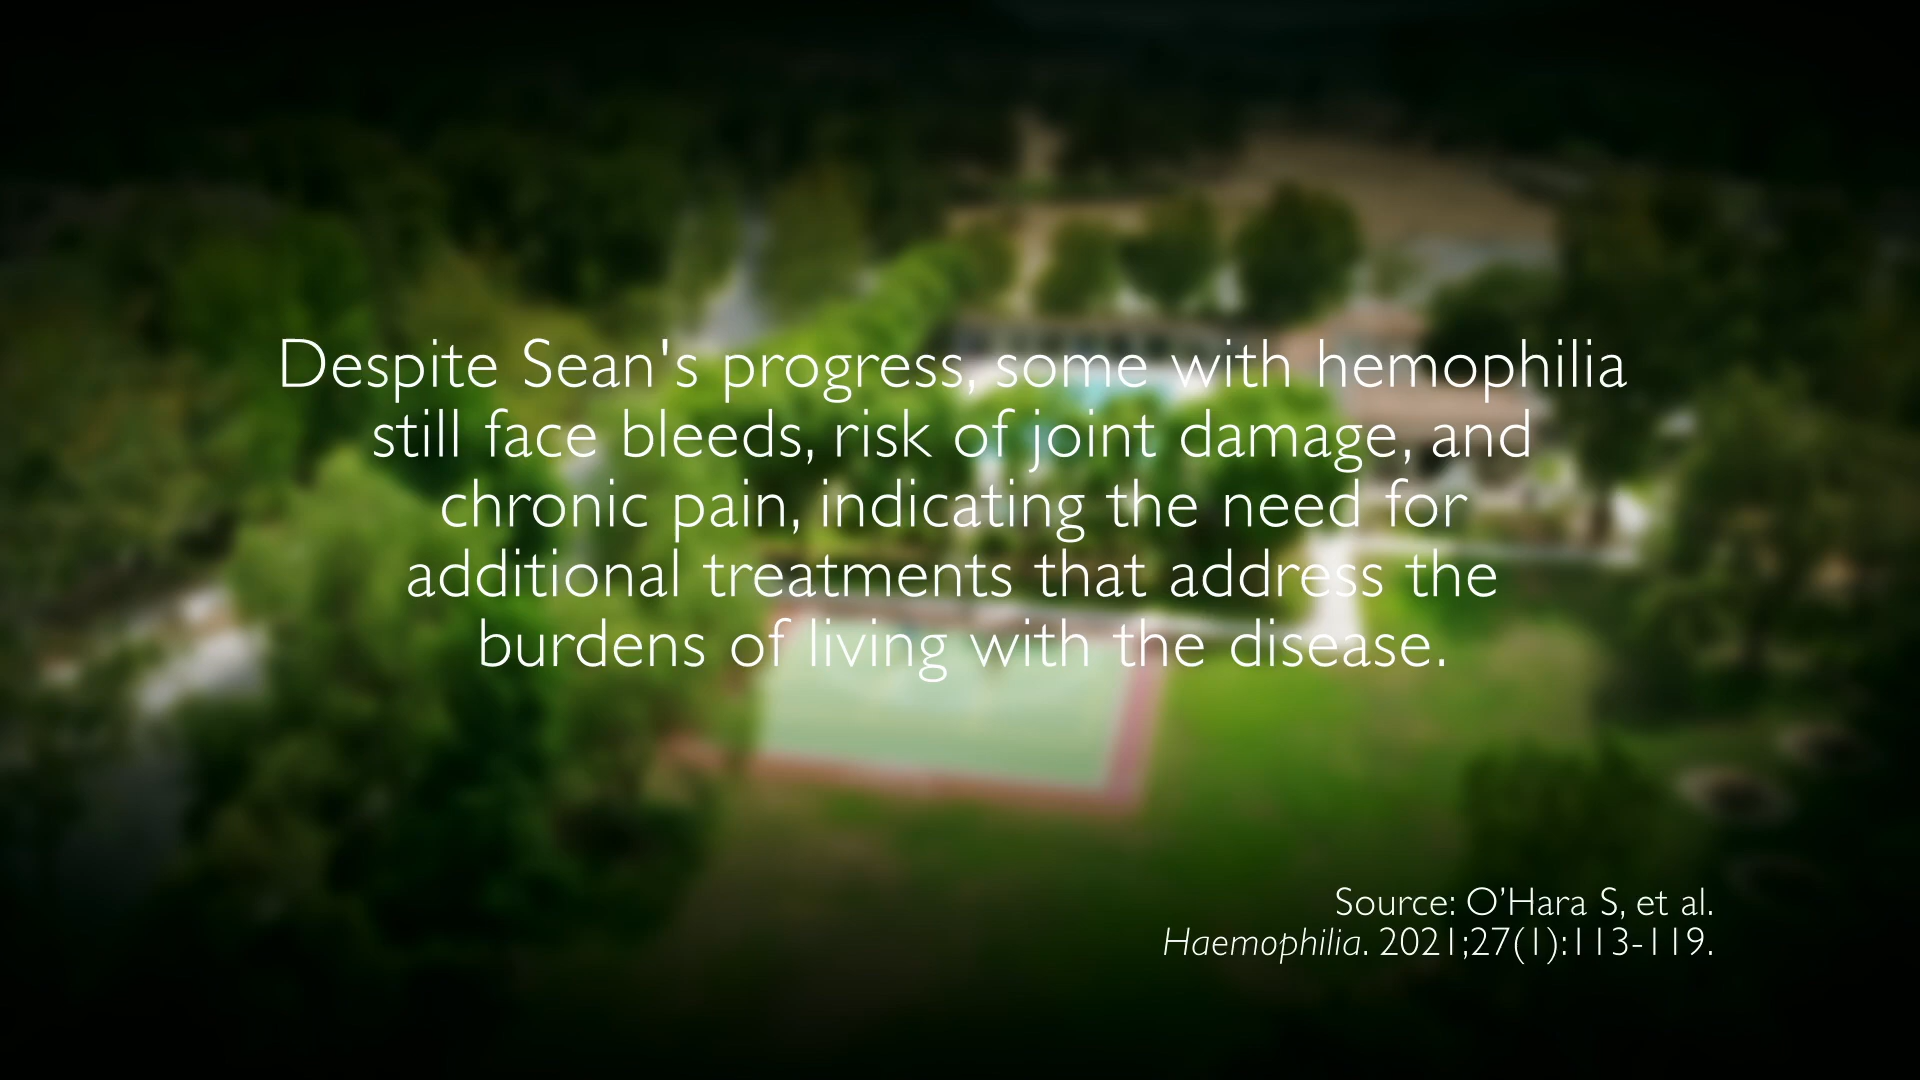 Despite Sean's progress, some with hemophilia
still face bleeds, risk of joint damage, and
chronic pain, indicating the need for
additional treatments that address the
burdens of living with the disease.
Source: O’Hara S, et al.
Haemophilia. 2021;27(1):113-119.